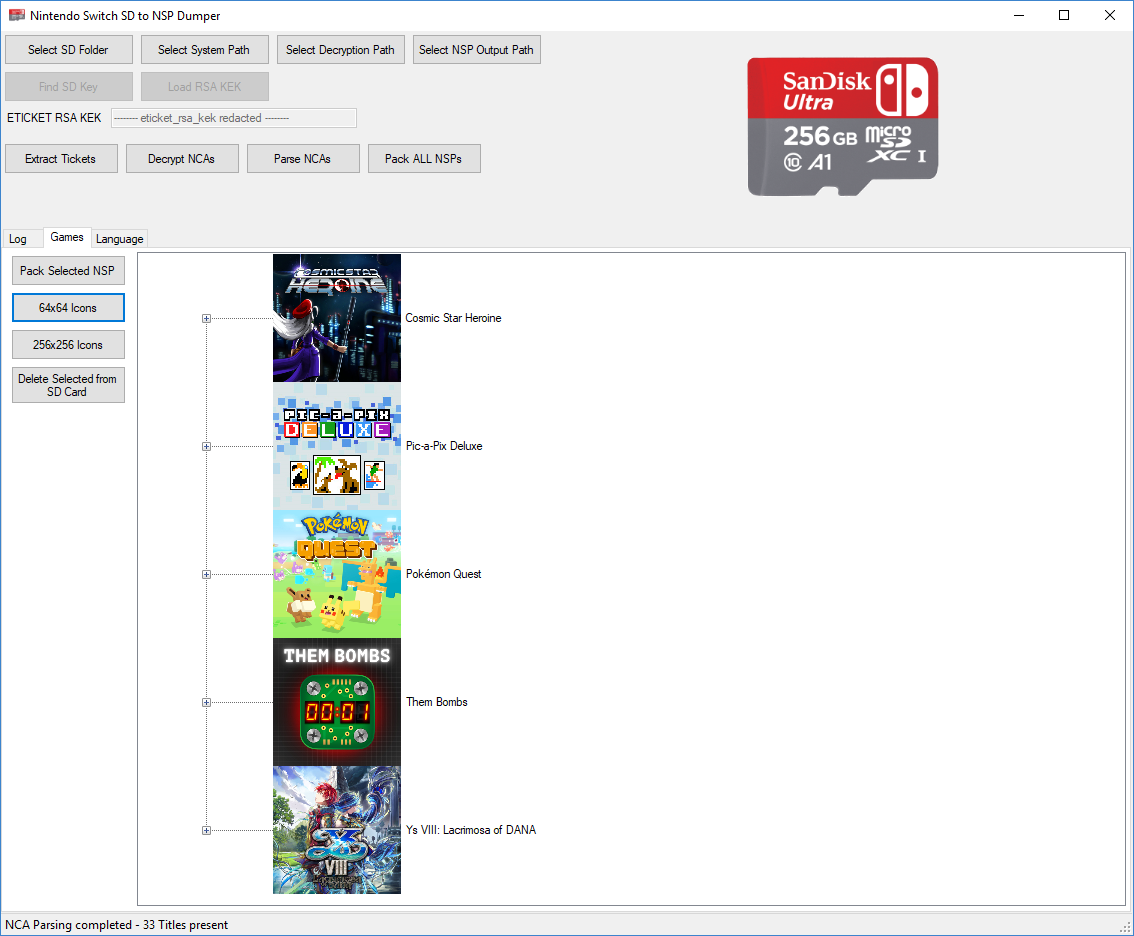 Nintendo Switch SD to NSP Dumper
Select SD Folder
Select System Path
Select Decryption Path
Select NSP Output Path
Find SD Key
Load RSA KEK
ETICKET RSA KEK
-------- eticket_rsa_kek redacted --------
Extract Tickets
Decrypt NCAs
Parse NCAs
Pack ALL NSPs
SanDisk
Ultra
256GB micro
SD
XC I
10 A1
Log
Games
Language
Pack Selected NSP
64x64 Icons
256x256 Icons
Delete Selected from
SD Card
COSMIC STAR
HEROINE
Cosmic Star Heroine
PIC-A-PIX
DELUXE
Pic-a-Pix Deluxe
POKéMON
QUEST
Pokémon Quest
THEM BOMBS
00:01
Them Bombs
YS
VIII
Ys VIII: Lacrimosa of DANA
NCA Parsing completed - 33 Titles present